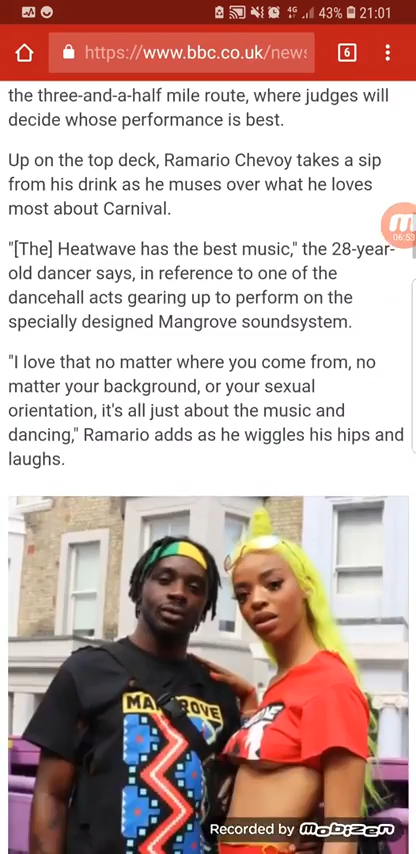 4G 43% 21:01
https://www.bbc.co.uk/news
6
the three-and-a-half mile route, where judges will
decide whose performance is best.
Up on the top deck, Ramario Chevoy takes a sip
from his drink as he muses over what he loves
most about Carnival.
06:53
"[The] Heatwave has the best music," the 28-year-
old dancer says, in reference to one of the
dancehall acts gearing up to perform on the
specially designed Mangrove soundsystem.
"I love that no matter where you come from, no
matter your background, or your sexual
orientation, it's all just about the music and
dancing," Ramario adds as he wiggles his hips and
laughs.
MANGROVE
Recorded by Mobizen